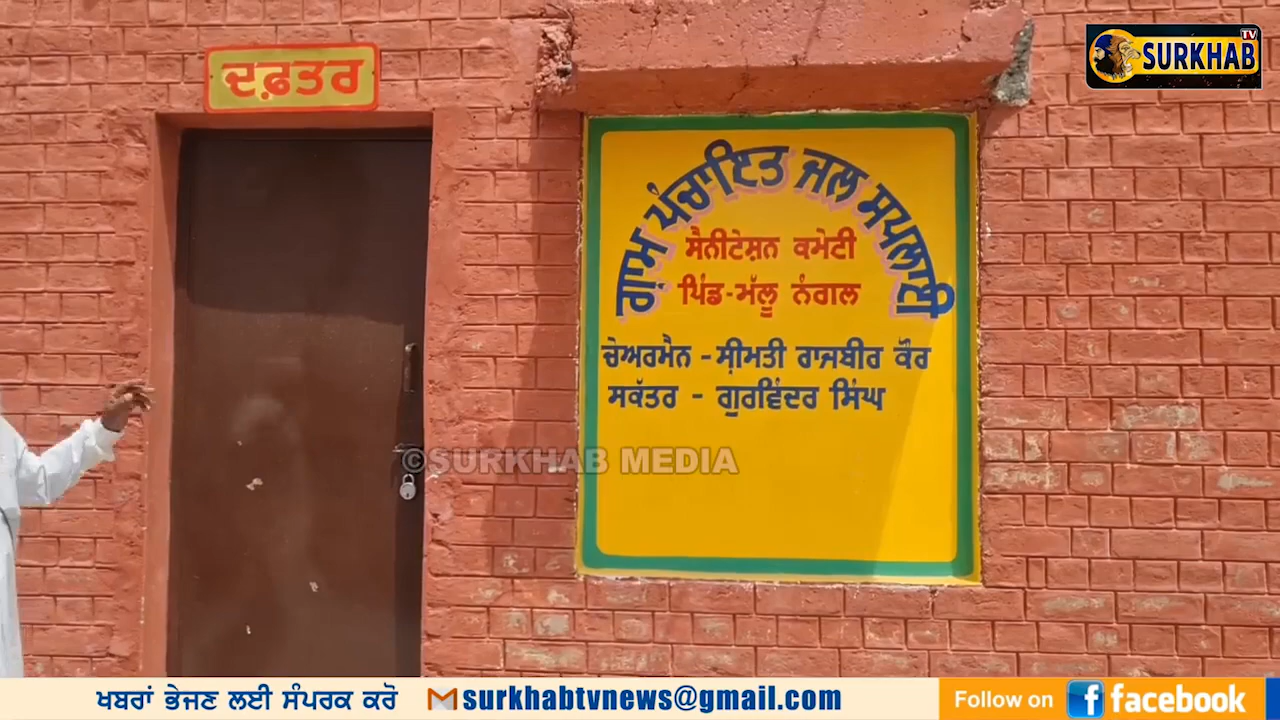 SURKHAB TV
ਦਫ਼ਤਰ
ਗ੍ਰਾਮ ਪੰਚਾਇਤ ਜਲ ਸਪਲਾਈ
ਸੈਨੀਟੇਸ਼ਨ ਕਮੇਟੀ
ਪਿੰਡ-ਮੱਲੂ ਨੰਗਲ
ਚੇਅਰਮੈਨ - ਸ਼੍ਰੀਮਤੀ ਰਾਜਬੀਰ ਕੌਰ
ਸਕੱਤਰ - ਗੁਰਵਿੰਦਰ ਸਿੰਘ
©SURKHAB MEDIA
ਖਬਰਾਂ ਭੇਜਣ ਲਈ ਸੰਪਰਕ ਕਰੋ surkhabtvnews@gmail.com Follow on facebook